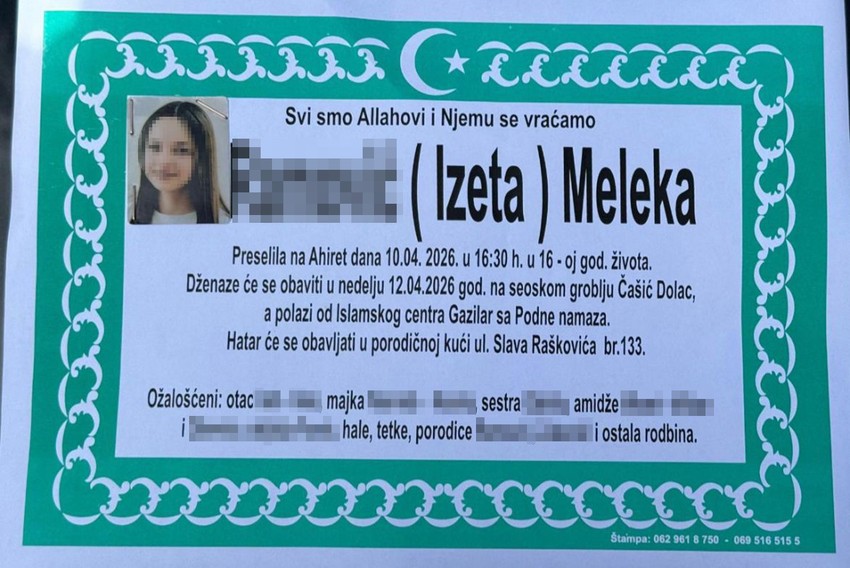 Svi smo Allahovi i Njemu se vraćamo
( Izeta ) Meleka
Preselila na Ahiret dana 10.04. 2026. u 16:30 h. u 16 - oj god. života.
Dženaze će se obaviti u nedelju 12.04.2026 god. na seoskom groblju Čašić Dolac,
a polazi od Islamskog centra Gazilar sa Podne namaza.
Hatar će se obavljati u porodičnoj kući ul. Slava Raškovića br.133.
Ožalošćeni: otac majka sestra amidže
i hale, tetke, porodice i ostala rodbina.
Štampa: 062 961 8 750 - 069 516 515 5